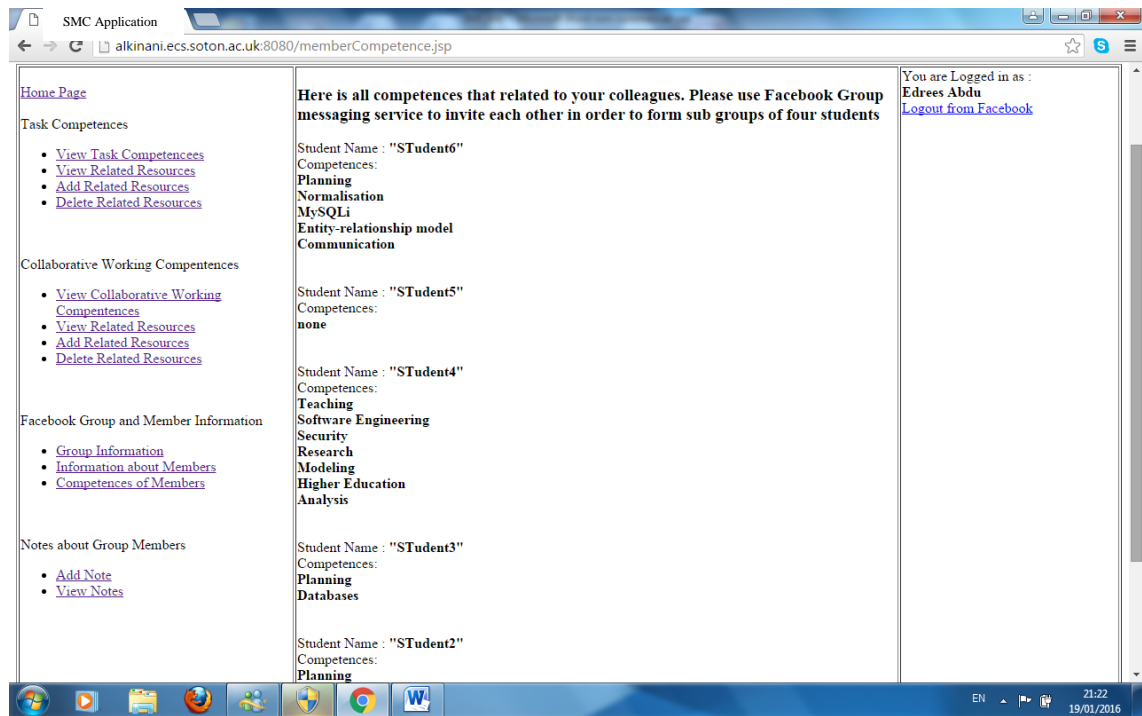 SMC Application
alkinani.ecs.soton.ac.uk:8080/memberCompetence.jsp
Home Page
Task Competences
View Task Competencees
View Related Resources
Add Related Resources
Delete Related Resources
Collaborative Working Compentences
View Collaborative Working
Compentences
View Related Resources
Add Related Resources
Delete Related Resources
Facebook Group and Member Information
Group Information
Information about Members
Competences of Members
Notes about Group Members
Add Note
View Notes
Here is all competences that related to your colleagues. Please use Facebook Group
messaging service to invite each other in order to form sub groups of four students
Student Name : "STudent6"
Competences:
Planning
Normalisation
MySQLi
Entity-relationship model
Communication
Student Name : "STudent5"
Competences:
none
Student Name : "STudent4"
Competences:
Teaching
Software Engineering
Security
Research
Modeling
Higher Education
Analysis
Student Name : "STudent3"
Competences:
Planning
Databases
Student Name : "STudent2"
Competences:
Planning
You are Logged in as :
Edrees Abdu
Logout from Facebook
EN
21:22
19/01/2016